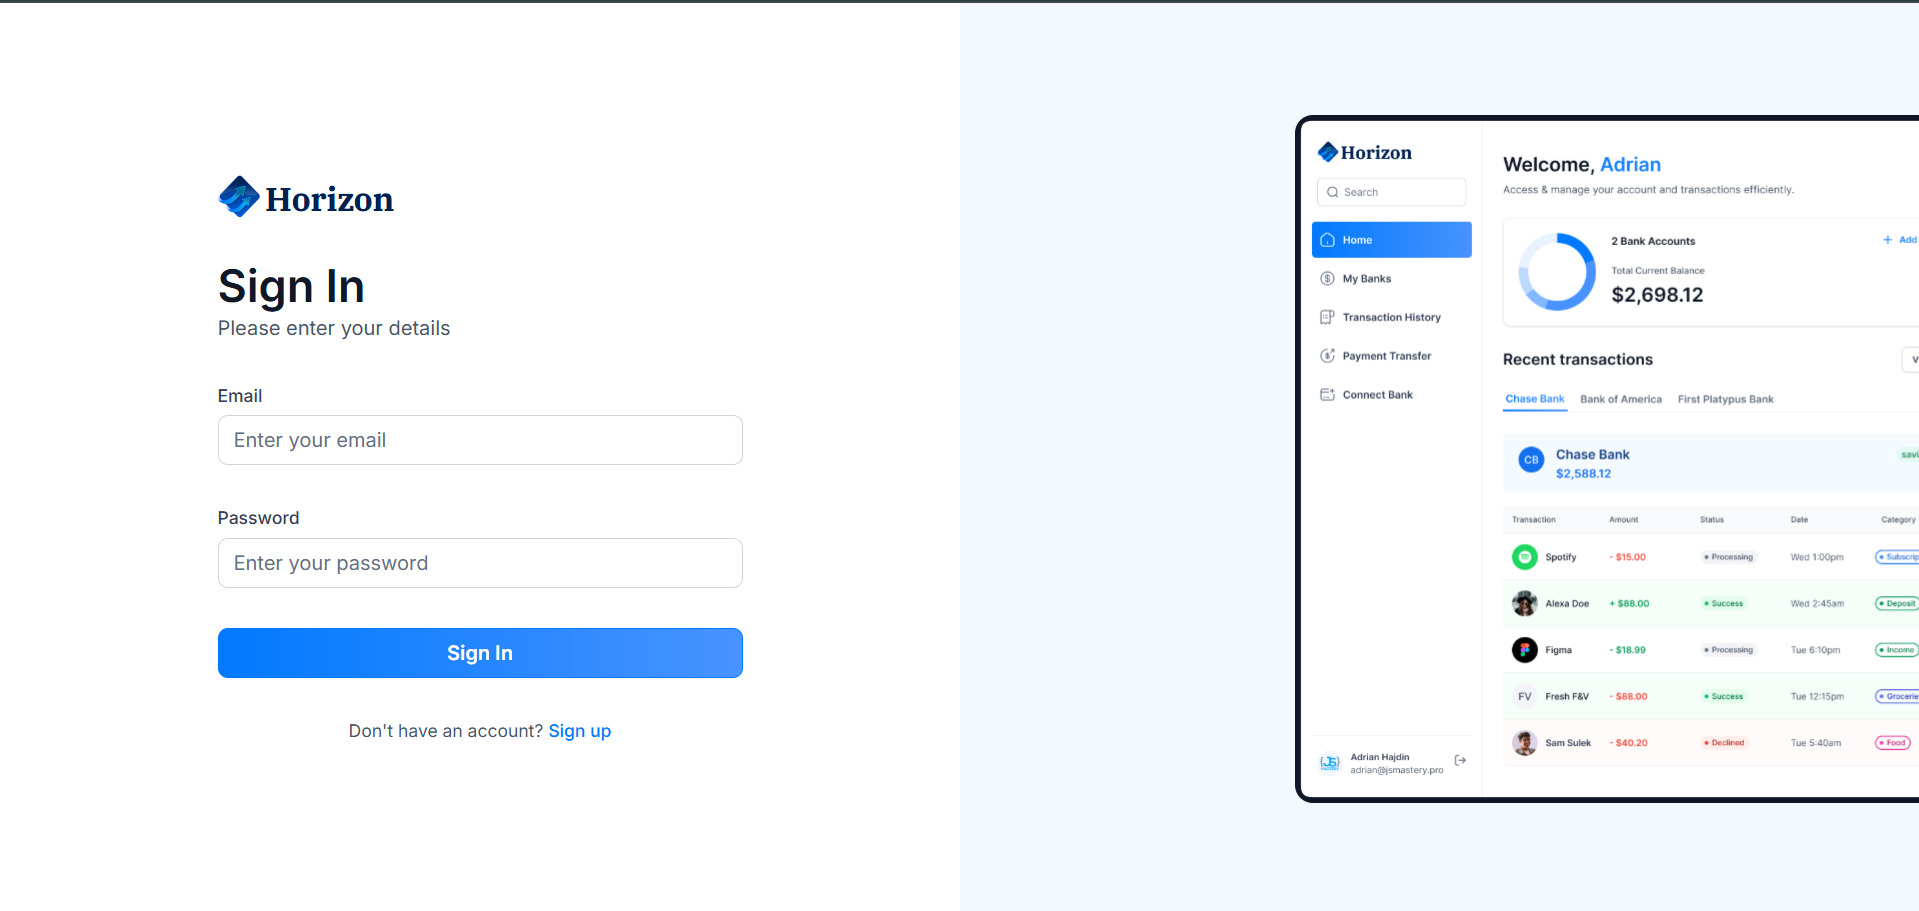 Horizon
Sign In
Please enter your details
Email
Enter your email
Password
Enter your password
Sign In
Don't have an account? Sign up
Horizon
Search
Home
My Banks
Transaction History
Payment Transfer
Connect Bank
Adrian Hajdin
adrian@jsmastery.pro
Welcome, Adrian
Access & manage your account and transactions efficiently.
2 Bank Accounts
+ Add
Total Current Balance
$2,698.12
Recent transactions
V
Chase Bank Bank of America First Platypus Bank
CB Chase Bank savi
$2,588.12
Transaction Amount Status Date Category
Spotify - $15.00 Processing Wed 1:00pm Subscrip
Alexa Doe + $88.00 Success Wed 2:45am Deposit
Figma - $18.99 Processing Tue 6:10pm Income
FV Fresh F&V - $88.00 Success Tue 12:15pm Grocerie
Sam Sulek - $40.20 Declined Tue 5:40am Food